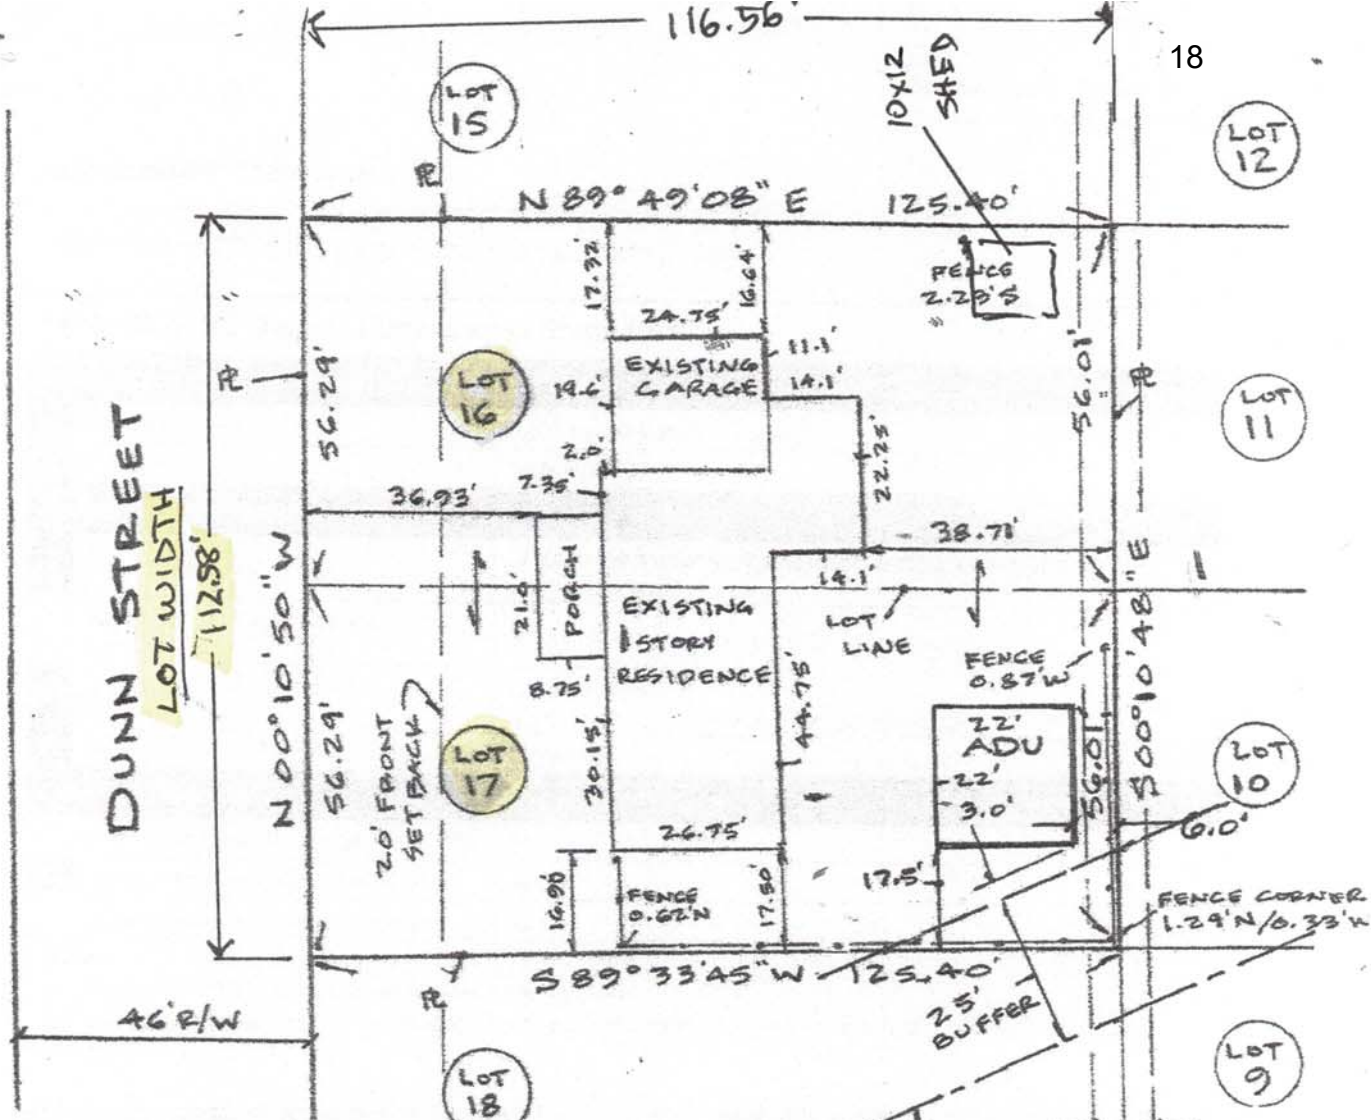 116.56'
18
10X12
SHED
LOT
15
LOT
12
N 89° 49'08" E
125.40'
17.32'
16.64'
FENCE
2.23'S
24.75'
EXISTING
GARAGE
11.1'
14.1'
19.6'
56.29'
LOT
16
56.01'
LOT
11
2.0'
7.35'
22.25'
36.93'
38.71'
DUNN STREET
LOT WIDTH
112.58'
N 00° 10' 50" W
PORCH
21.0'
14.1
EXISTING
1 STORY
RESIDENCE
LOT
LINE
FENCE
0.87'W
S00°10'48"E
8.75'
44.75'
30.15'
56.29'
20' FRONT
SETBACK
LOT
17
22'
ADU
22'
3.0'
56.01'
LOT
10
6.0'
26.75'
16.90'
FENCE
0.62'N
17.50'
17.5'
FENCE CORNER
1.29'N/0.33'W
S 89° 33'45" W
125.40'
25'
BUFFER
46'R/W
LOT
18
LOT
9